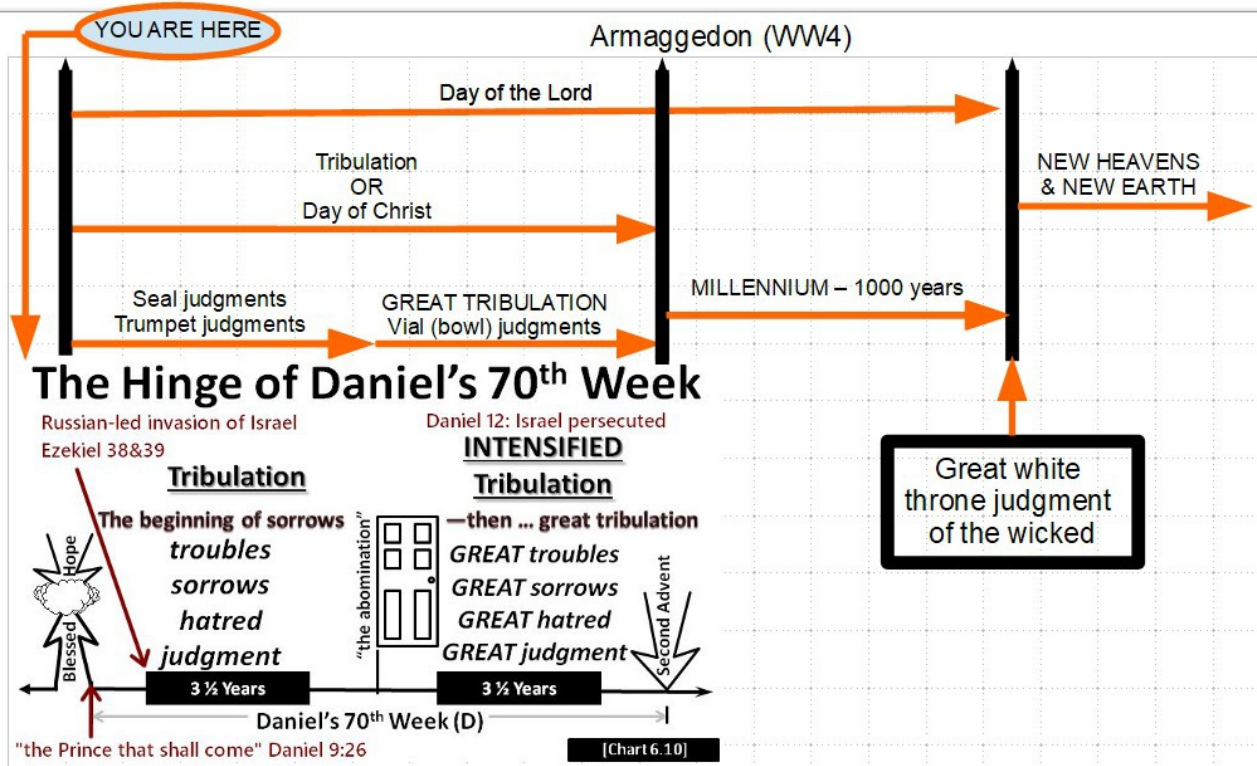 YOU ARE HERE
Armaggedon (WW4)
Day of the Lord
Tribulation
OR
Day of Christ
NEW HEAVENS
& NEW EARTH
Seal judgments
Trumpet judgments
GREAT TRIBULATION
Vial (bowl) judgments
MILLENNIUM – 1000 years
The Hinge of Daniel's 70th Week
Russian-led invasion of Israel
Ezekiel 38&39
Daniel 12: Israel persecuted
Tribulation
INTENSIFIED
Tribulation
The beginning of sorrows
troubles
sorrows
hatred
judgment
"the abomination"
—then ... great tribulation
GREAT troubles
GREAT sorrows
GREAT hatred
GREAT judgment
Blessed Hope
Second Advent
3 ½ Years
3 ½ Years
Daniel's 70th Week (D)
"the Prince that shall come" Daniel 9:26
[Chart 6.10]
Great white
throne judgment
of the wicked